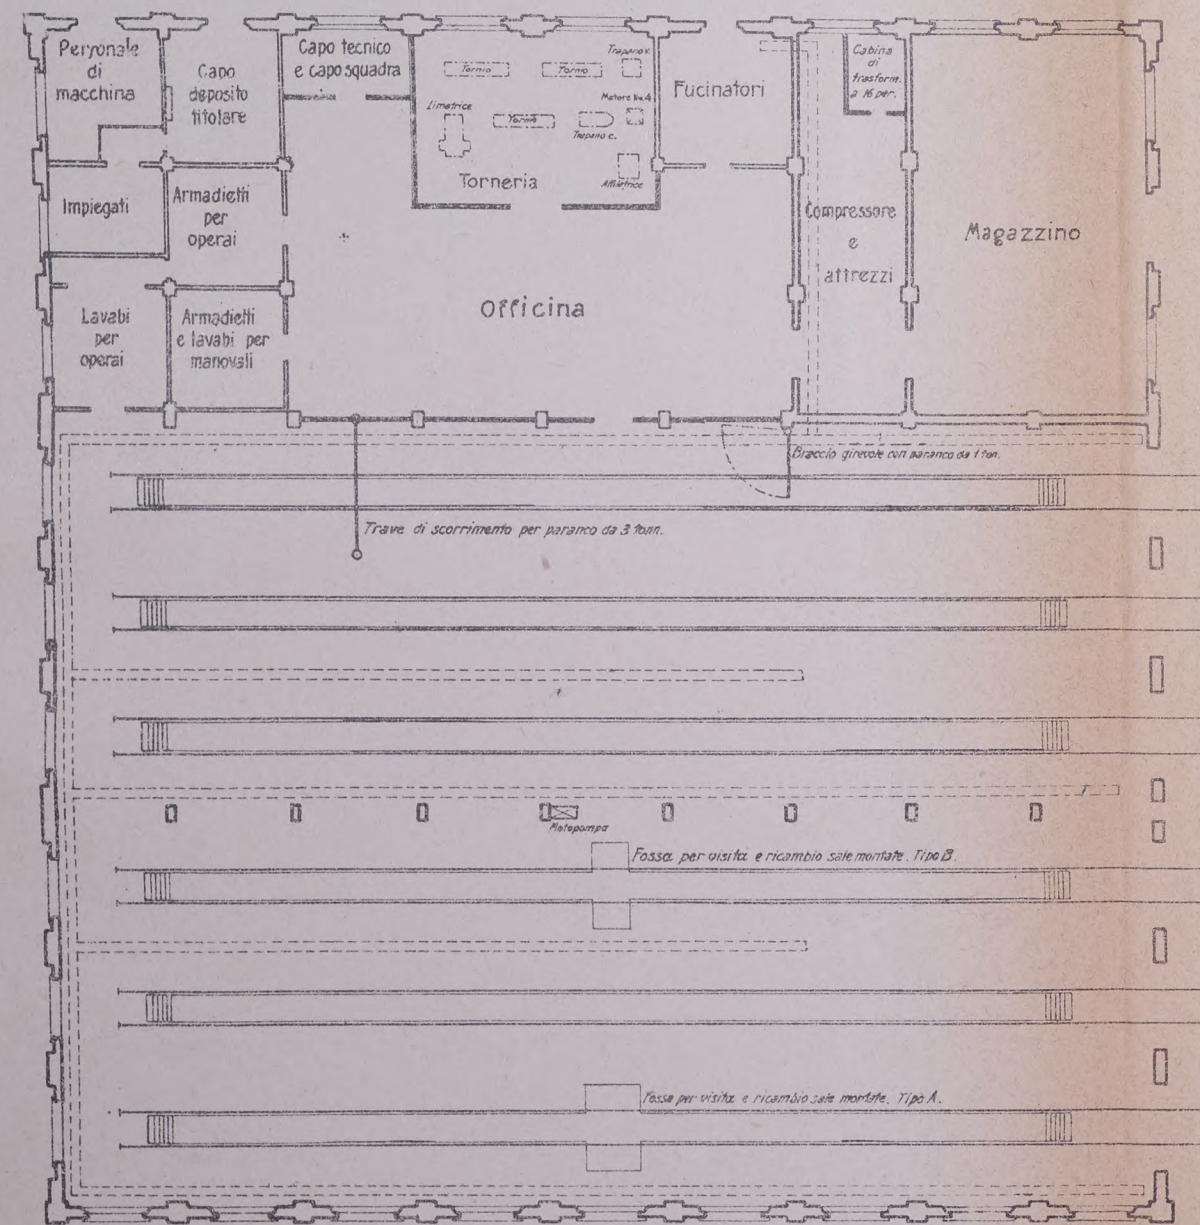 Personale
di
macchina
Capo
deposito
titolare
Capo tecnico
e capo squadra
Tornio
Tornio
Trapano v.
Limatrice
Tornio
Trapano c.
Motore
Affilatrice
Torneria
Fucinatori
Cabina
di
trasform.
a 16 per.
Impiegati
Armadietti
per
operai
Compressore
e
attrezzi
Magazzino
Lavabi
per
operai
Armadietti
e lavabi per
manovali
Officina
Braccio girevole con paranco da 1 ton.
Trave di scorrimento per paranco da 3 tonn.
Motopompa
Fossa per visita e ricambio sale montate. Tipo B.
Fossa per visita e ricambio sale montate. Tipo A.